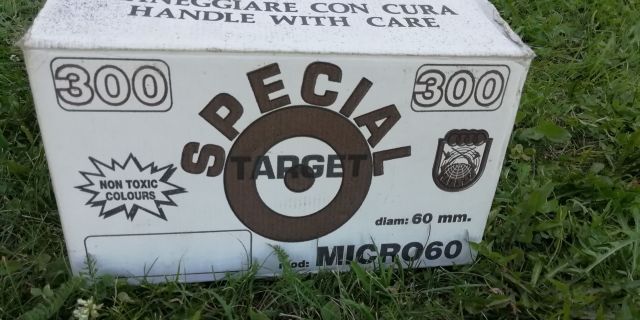 MANEGGIARE CON CURA
HANDLE WITH CARE
300
300
SPECIAL
TARGET
NON TOXIC
COLOURS
diam: 60 mm.
MICRO60